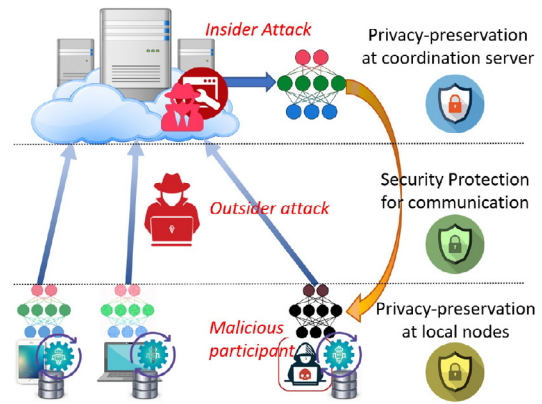 Insider Attack
Privacy-preservation
at coordination server
Security Protection
for communication
Outsider attack
Privacy-preservation
at local nodes
Malicious
participant